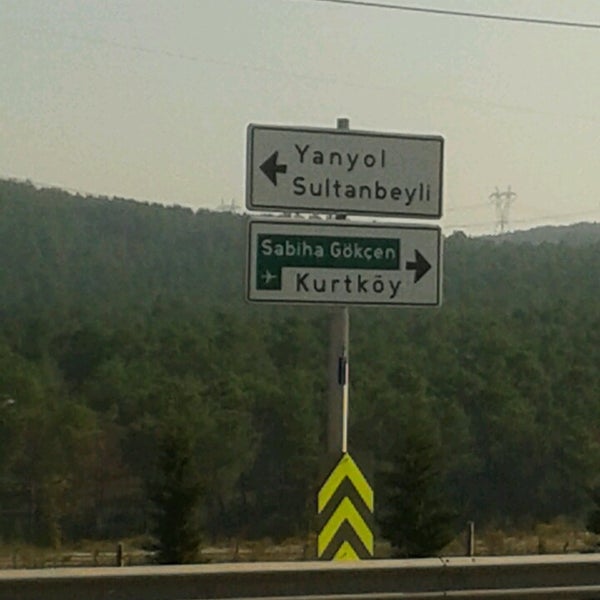 Yanyol
Sultanbeyli
Sabiha Gökçen
Kurtköy